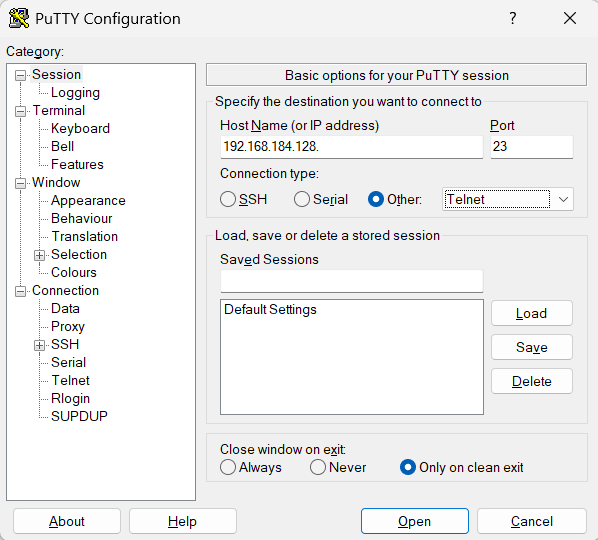 PuTTY Configuration ? ×
Category:
Session
Logging
Terminal
Keyboard
Bell
Features
Window
Appearance
Behaviour
Translation
Selection
Colours
Connection
Data
Proxy
SSH
Serial
Telnet
Rlogin
SUPDUP
Basic options for your PuTTY session
Specify the destination you want to connect to
Host Name (or IP address) Port
192.168.184.128. 23
Connection type:
SSH Serial Other: Telnet
Load, save or delete a stored session
Saved Sessions
Default Settings
Load
Save
Delete
Close window on exit:
Always Never Only on clean exit
About Help Open Cancel